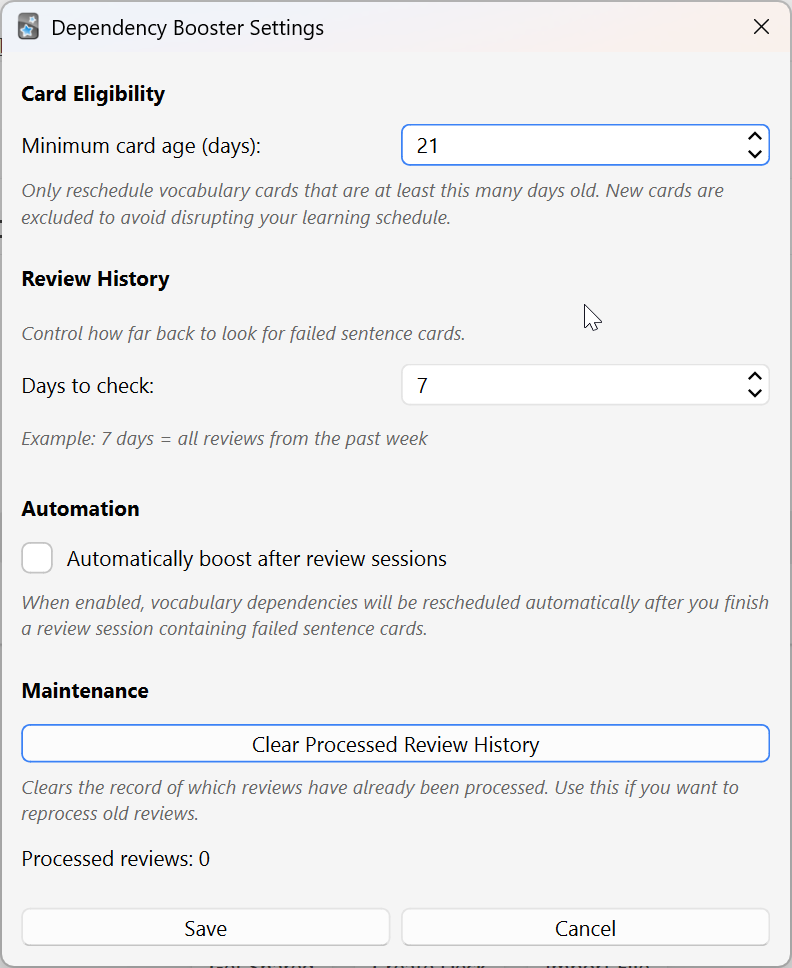 Dependency Booster Settings
Card Eligibility
Minimum card age (days):
21
Only reschedule vocabulary cards that are at least this many days old. New cards are
excluded to avoid disrupting your learning schedule.
Review History
Control how far back to look for failed sentence cards.
Days to check:
7
Example: 7 days = all reviews from the past week
Automation
Automatically boost after review sessions
When enabled, vocabulary dependencies will be rescheduled automatically after you finish
a review session containing failed sentence cards.
Maintenance
Clear Processed Review History
Clears the record of which reviews have already been processed. Use this if you want to
reprocess old reviews.
Processed reviews: 0
Save
Cancel